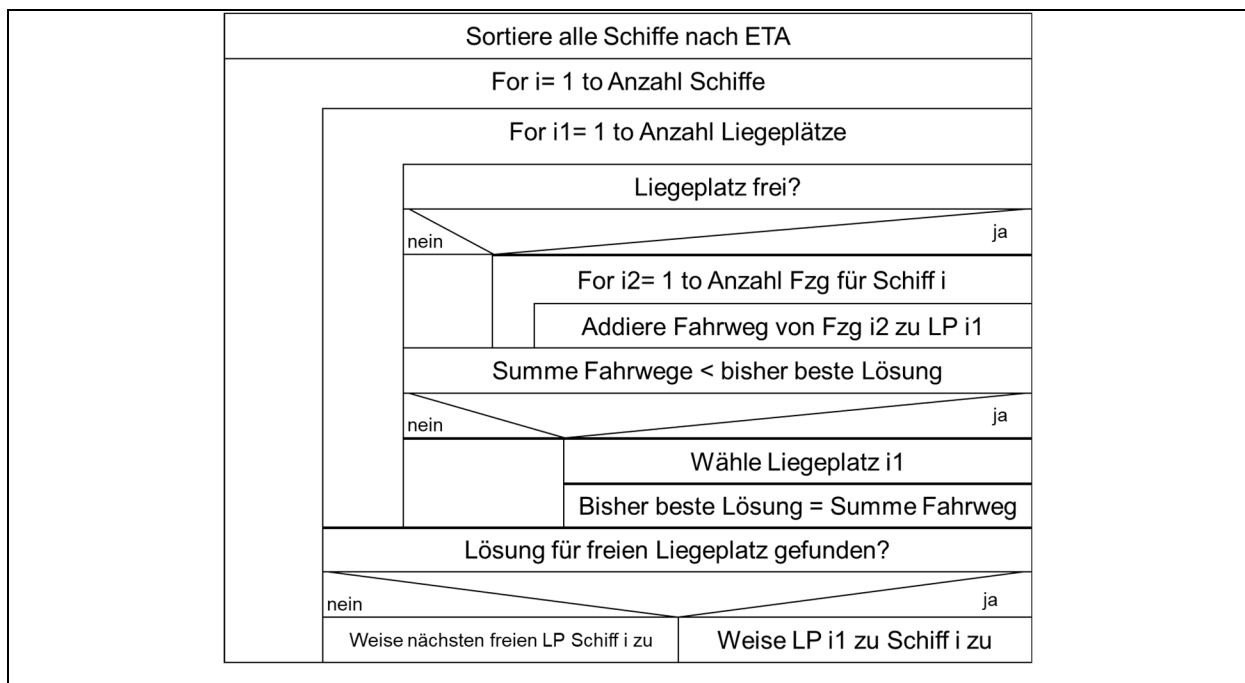 Sortiere alle Schiffe nach ETA
For i= 1 to Anzahl Schiffe
For i1= 1 to Anzahl Liegeplätze
Liegeplatz frei?
nein
ja
For i2= 1 to Anzahl Fzg für Schiff i
Addiere Fahrweg von Fzg i2 zu LP i1
Summe Fahrwege < bisher beste Lösung
nein
ja
Wähle Liegeplatz i1
Bisher beste Lösung = Summe Fahrweg
Lösung für freien Liegeplatz gefunden?
nein
ja
Weise nächsten freien LP Schiff i zu
Weise LP i1 zu Schiff i zu